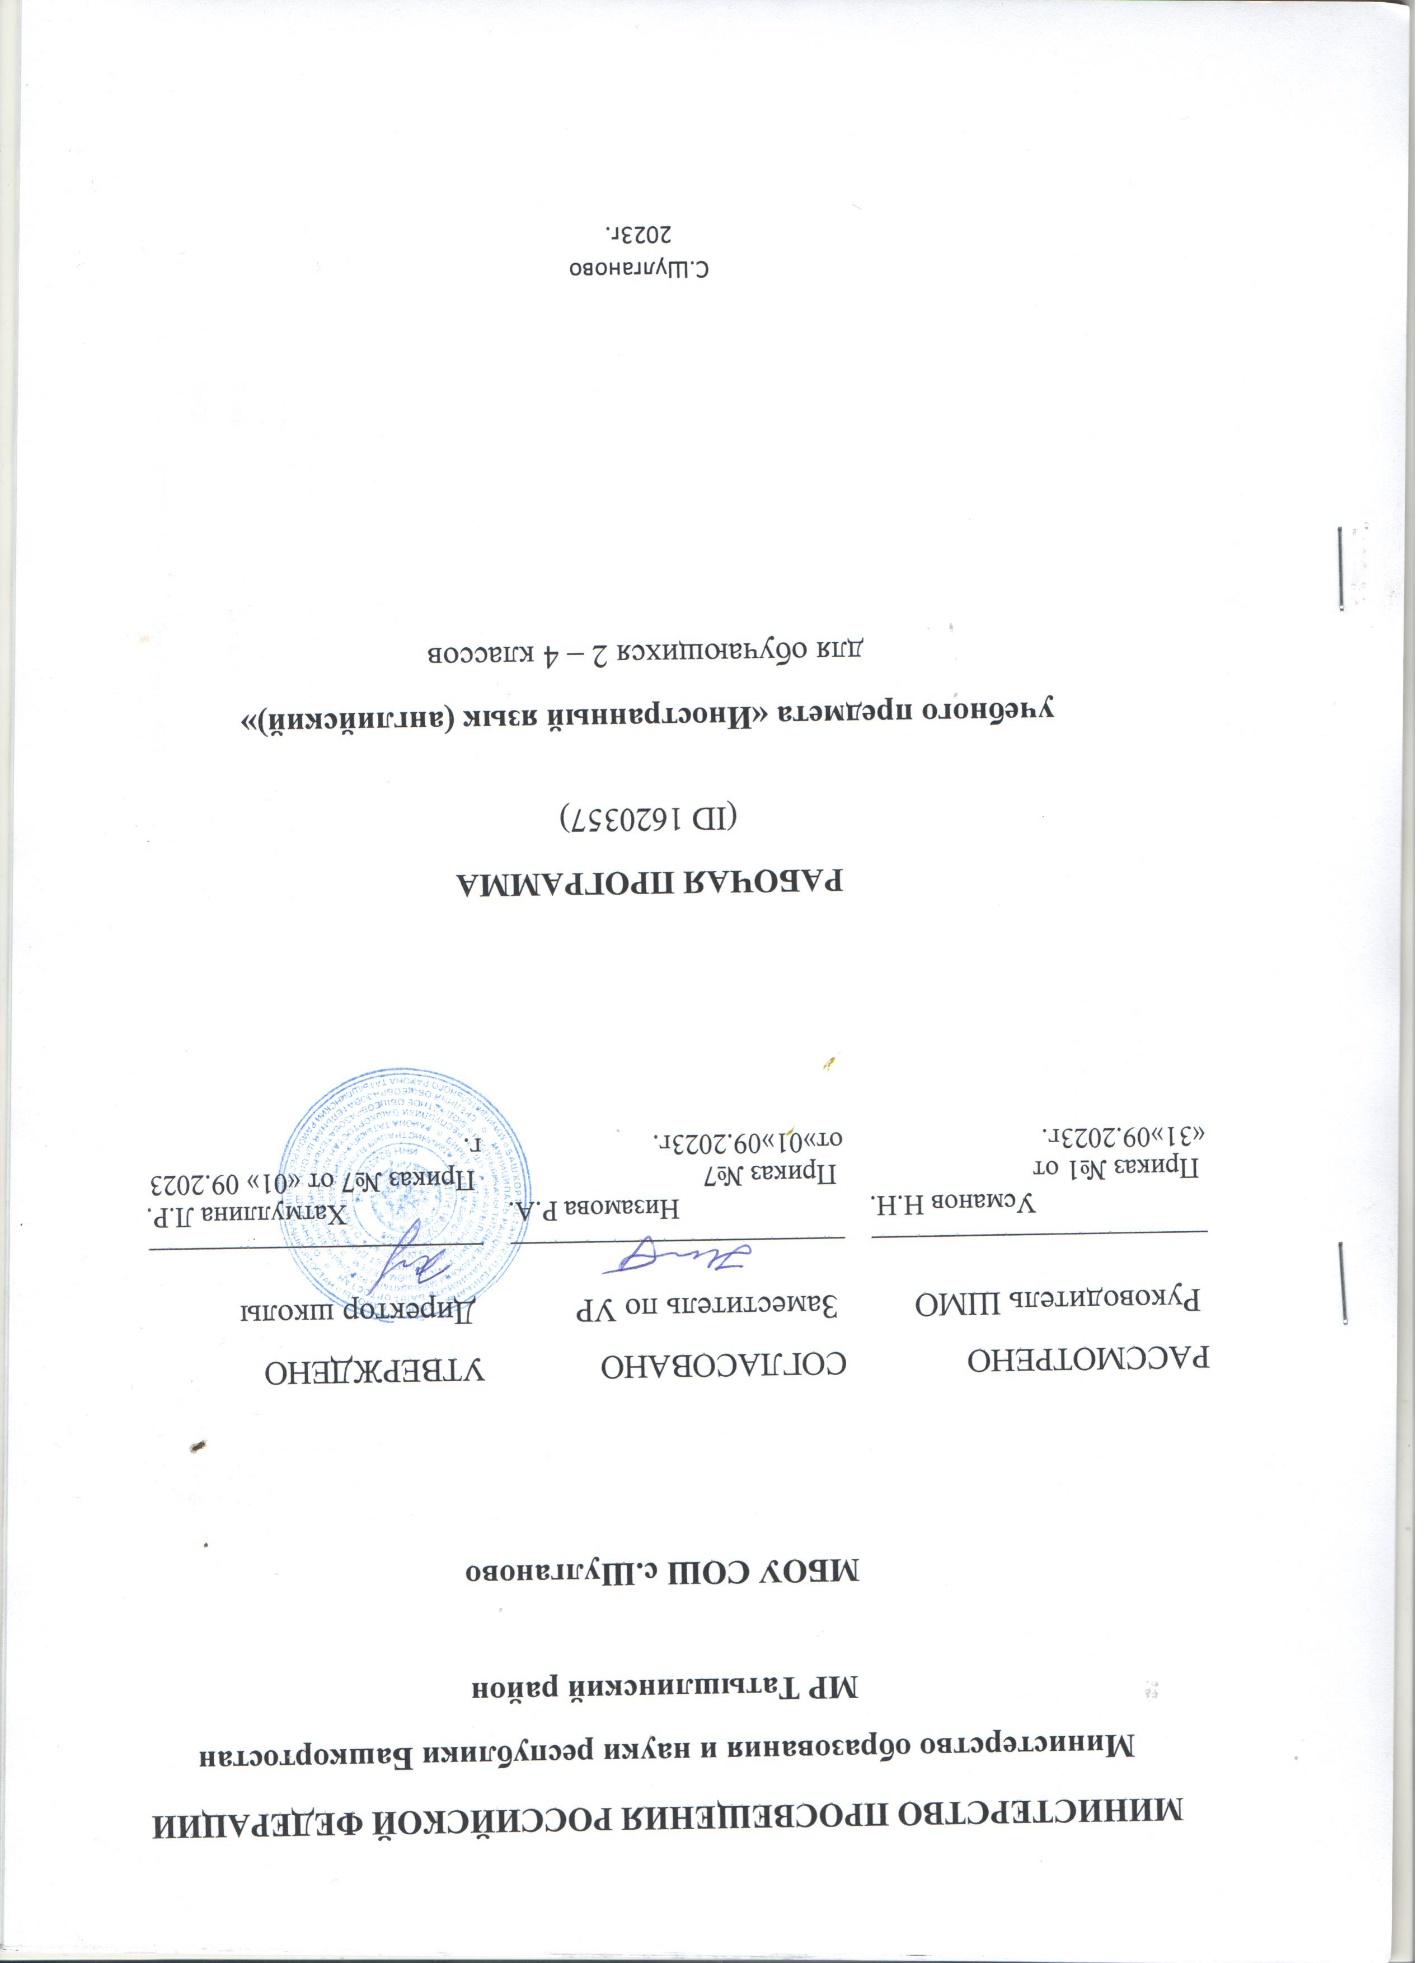 МИНИСТЕРСТВО ПРОСВЕЩЕНИЯ РОССИЙСКОЙ ФЕДЕРАЦИИ
Министерство образования и науки республики Башкортостан
МР Татышлинский район
МБОУ СОШ с.Шулганово
РАССМОТРЕНО
Руководитель ШМО
Усманов Н.Н.
Приказ №1 от
«31»09.2023г.
СОГЛАСОВАНО
Заместитель по УР
Низамова Р.А.
Приказ №7
от«01»09.2023г.
УТВЕРЖДЕНО
Директор школы
Хатмуллина Л.Р.
Приказ №7 от «01» 09.2023
г.
РАБОЧАЯ ПРОГРАММА
(ID 1620357)
учебного предмета «Иностранный язык (английский)»
для обучающихся 2 – 4 классов
С.Шулганово
2023г.